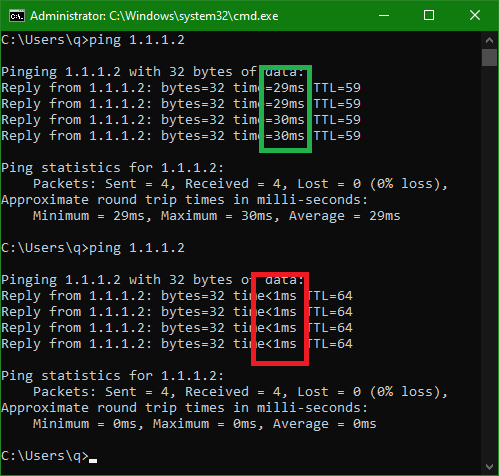 Administrator: C:\Windows\system32\cmd.exe
C:\Users\q>ping 1.1.1.2
Pinging 1.1.1.2 with 32 bytes of data:
Reply from 1.1.1.2: bytes=32 time=29ms TTL=59
Reply from 1.1.1.2: bytes=32 time=29ms TTL=59
Reply from 1.1.1.2: bytes=32 time=30ms TTL=59
Reply from 1.1.1.2: bytes=32 time=30ms TTL=59
Ping statistics for 1.1.1.2:
Packets: Sent = 4, Received = 4, Lost = 0 (0% loss),
Approximate round trip times in milli-seconds:
Minimum = 29ms, Maximum = 30ms, Average = 29ms
C:\Users\q>ping 1.1.1.2
Pinging 1.1.1.2 with 32 bytes of data:
Reply from 1.1.1.2: bytes=32 time<1ms TTL=64
Reply from 1.1.1.2: bytes=32 time<1ms TTL=64
Reply from 1.1.1.2: bytes=32 time<1ms TTL=64
Reply from 1.1.1.2: bytes=32 time<1ms TTL=64
Ping statistics for 1.1.1.2:
Packets: Sent = 4, Received = 4, Lost = 0 (0% loss),
Approximate round trip times in milli-seconds:
Minimum = 0ms, Maximum = 0ms, Average = 0ms
C:\Users\q>